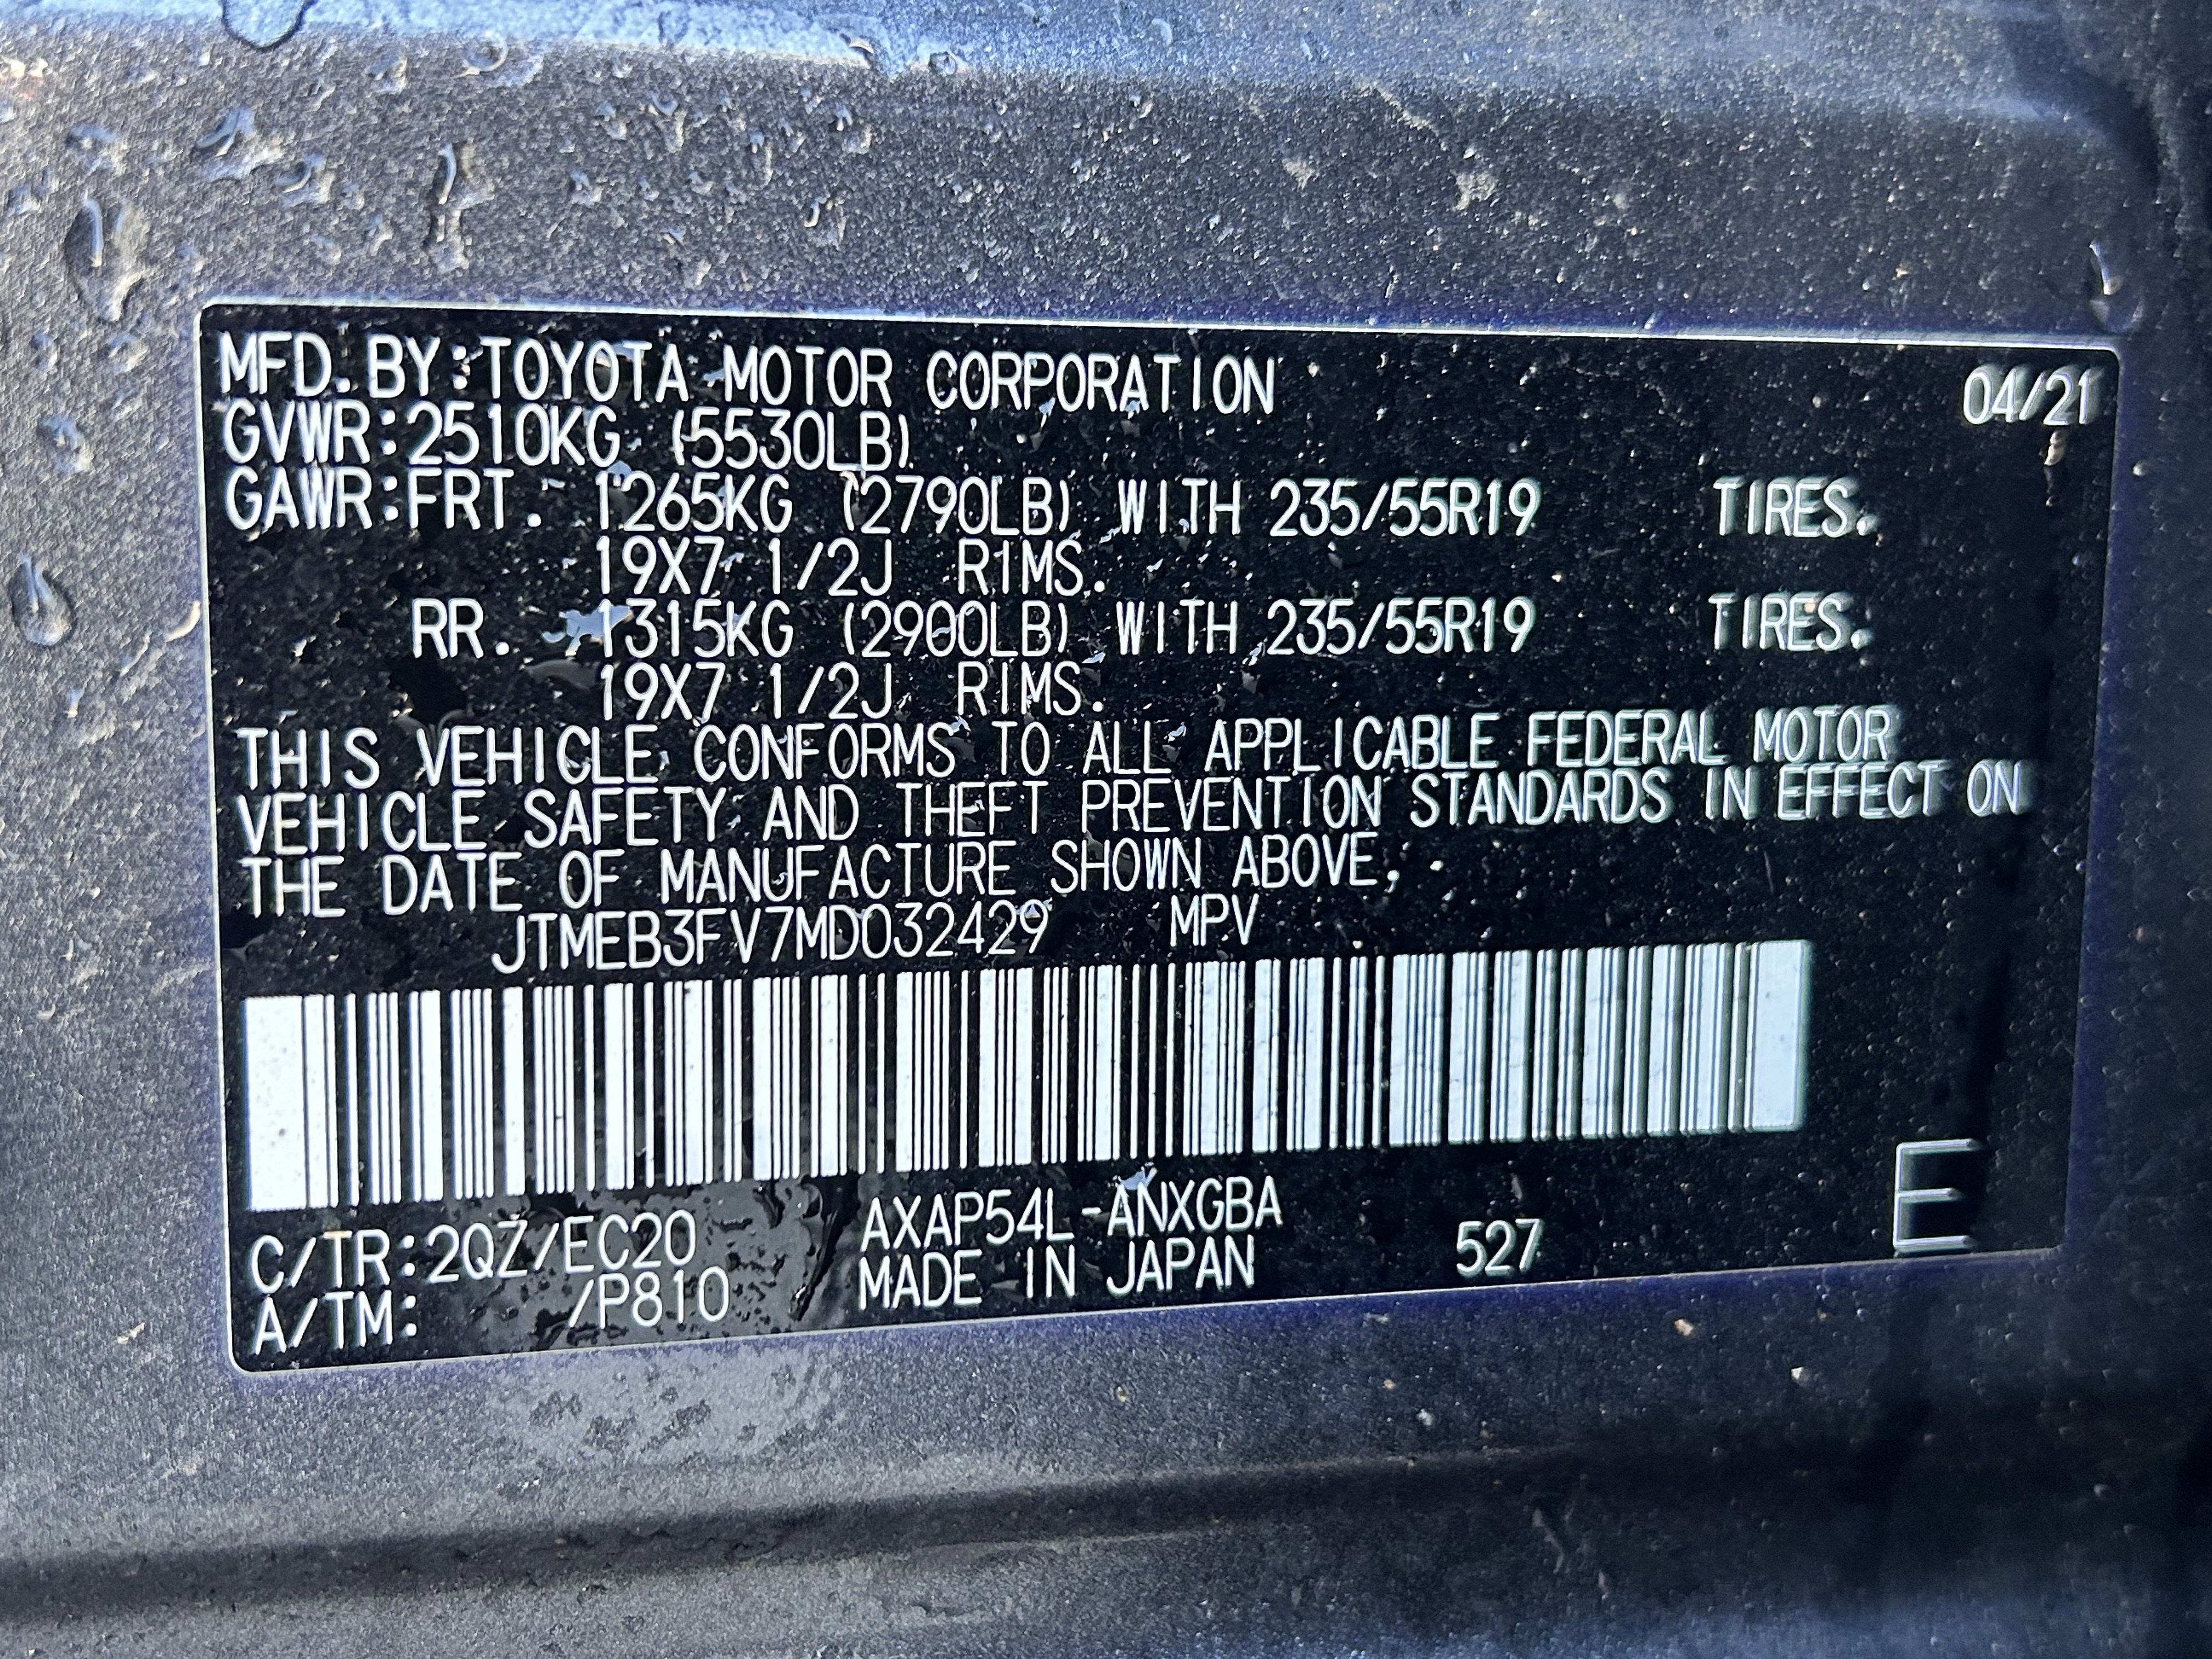 MFD. BY:TOYOTA MOTOR CORPORATION 04/21
GVWR:2510KG (5530LB)
GAWR:FRT. 1265KG (2790LB) WITH 235/55R19 TIRES.
19X7 1/2J RIMS.
RR. 1315KG (2900LB) WITH 235/55R19 TIRES.
19X7 1/2J RIMS.
THIS VEHICLE CONFORMS TO ALL APPLICABLE FEDERAL MOTOR
VEHICLE SAFETY AND THEFT PREVENTION STANDARDS IN EFFECT ON
THE DATE OF MANUFACTURE SHOWN ABOVE.
JTMEB3FV7MD032429 MPV
C/TR:2QZ/EC20 AXAP54L-ANXGBA
A/TM: /P810 MADE IN JAPAN 527 E